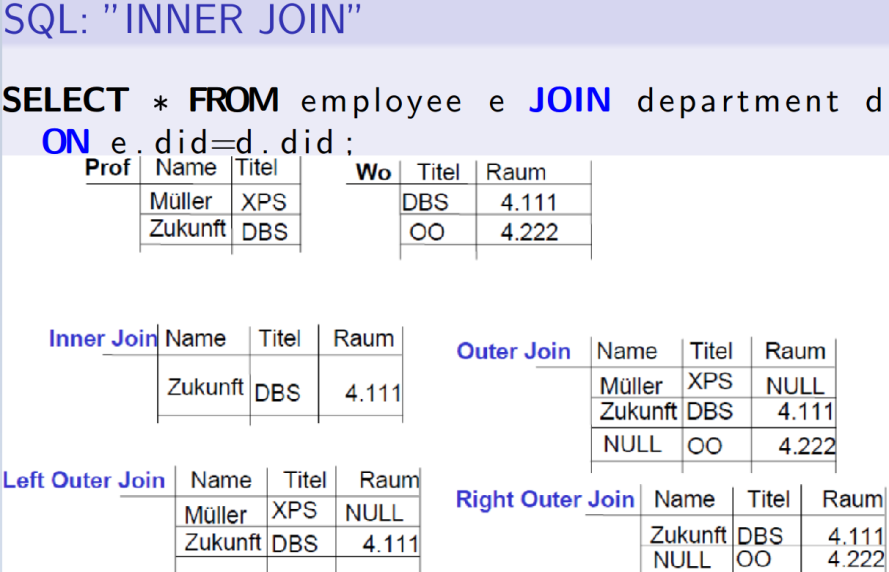 SQL: "INNER JOIN"
SELECT * FROM employee e JOIN department d
ON e.did=d.did;
Prof Name Titel
Müller XPS
Zukunft DBS
Wo Titel Raum
DBS 4.111
OO 4.222
Inner Join Name Titel Raum
Zukunft DBS 4.111
Outer Join Name Titel Raum
Müller XPS NULL
Zukunft DBS 4.111
NULL OO 4.222
Left Outer Join Name Titel Raum
Müller XPS NULL
Zukunft DBS 4.111
Right Outer Join Name Titel Raum
Zukunft DBS 4.111
NULL OO 4.222